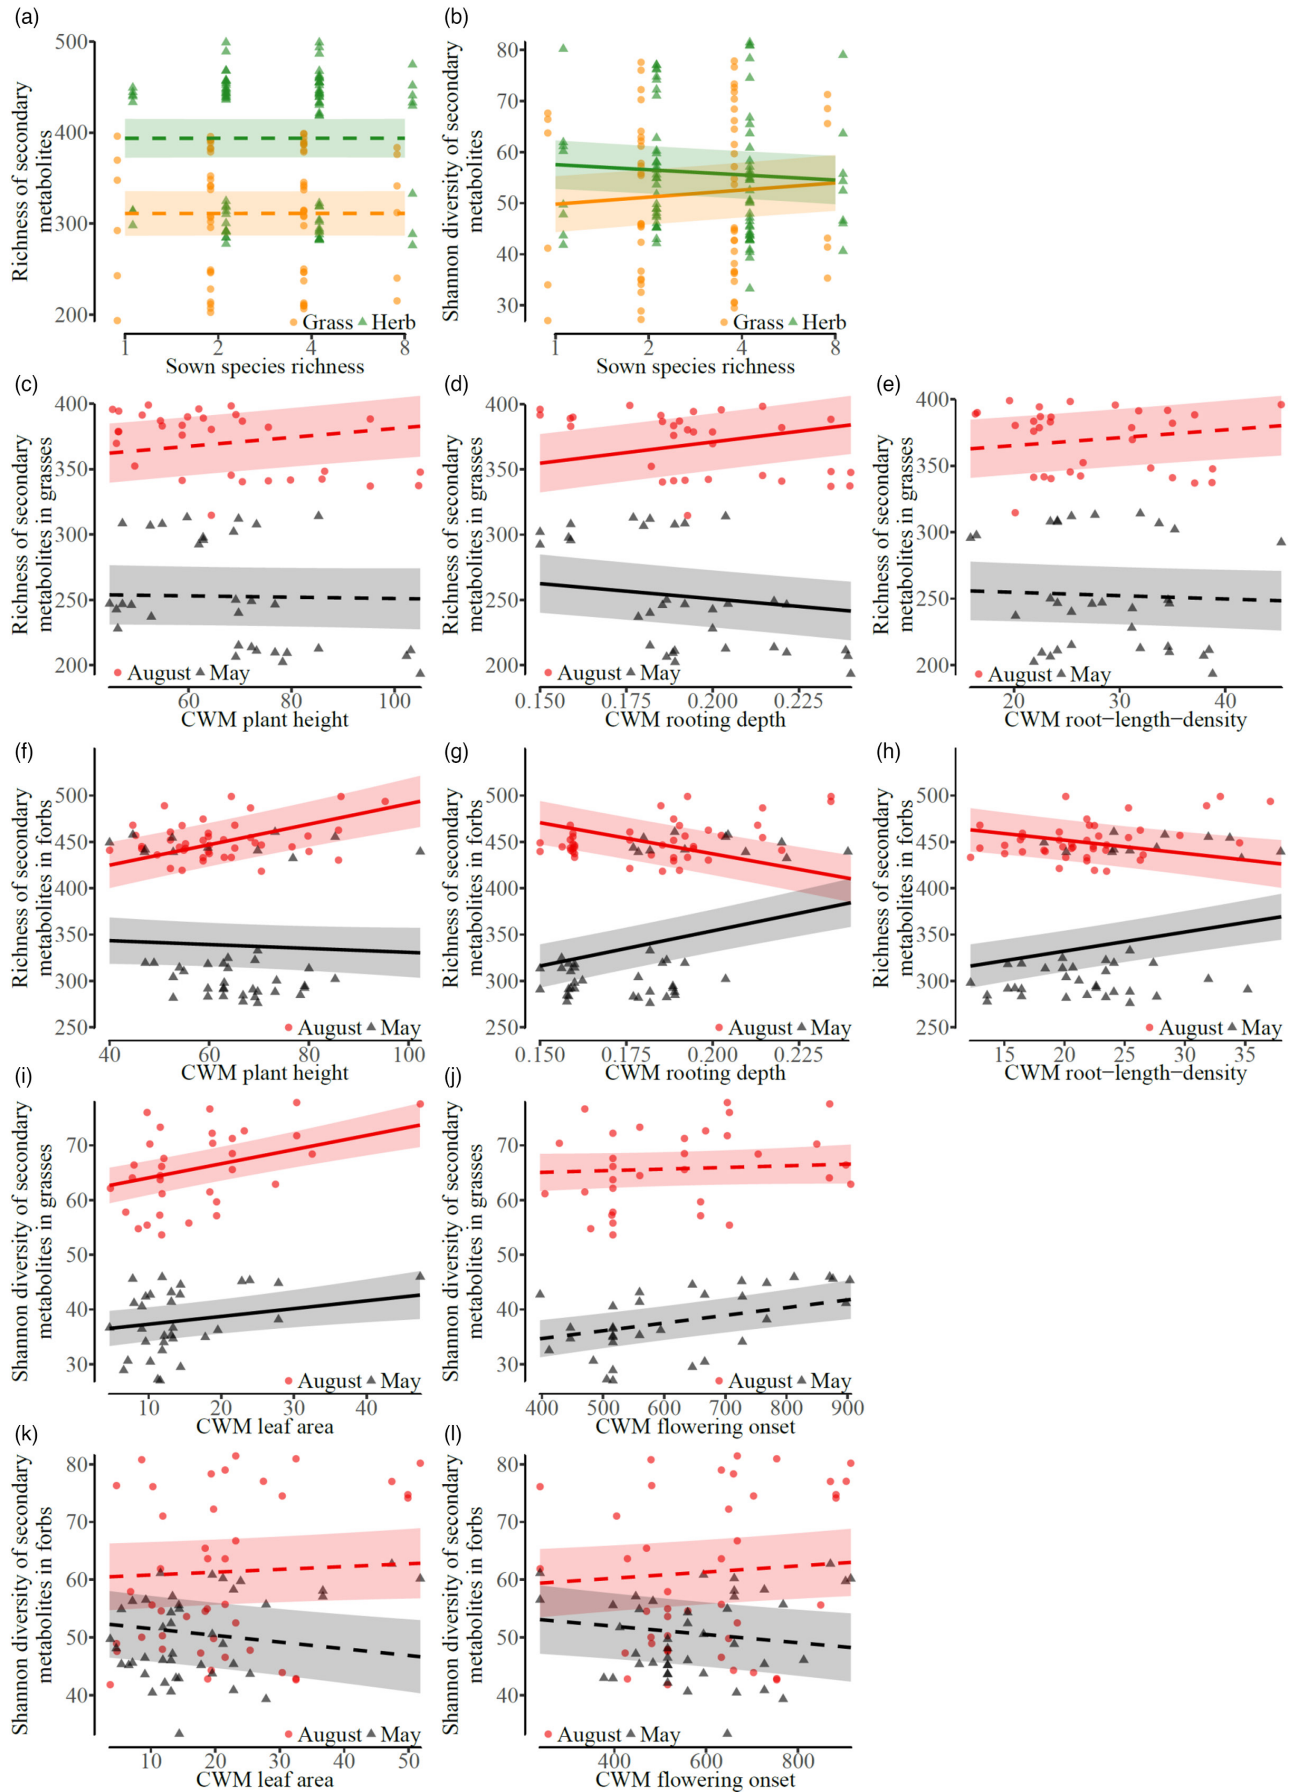 (a)
Richness of secondary
metabolites
500
400
300
200
Grass Herb
1 2 4 8
Sown species richness
(b)
Shannon diversity of secondary
metabolites
80
70
60
50
40
30
Grass Herb
1 2 4 8
Sown species richness
(c)
Richness of secondary
metabolites in grasses
400
350
300
250
200
August May
60 80 100
CWM plant height
(d)
Richness of secondary
metabolites in grasses
400
350
300
250
200
August May
0.150 0.175 0.200 0.225
CWM rooting depth
(e)
Richness of secondary
metabolites in grasses
400
350
300
250
200
August May
20 30 40
CWM root−length−density
(f)
Richness of secondary
metabolites in forbs
500
450
400
350
300
250
August May
40 60 80 100
CWM plant height
(g)
Richness of secondary
metabolites in forbs
500
450
400
350
300
250
August May
0.150 0.175 0.200 0.225
CWM rooting depth
(h)
Richness of secondary
metabolites in forbs
500
450
400
350
300
250
August May
15 20 25 30 35
CWM root−length−density
(i)
Shannon diversity of secondary
metabolites in grasses
70
60
50
40
30
August May
10 20 30 40
CWM leaf area
(j)
Shannon diversity of secondary
metabolites in grasses
70
60
50
40
30
August May
400 500 600 700 800 900
CWM flowering onset
(k)
Shannon diversity of secondary
metabolites in forbs
80
70
60
50
40
August May
10 20 30 40 50
CWM leaf area
(l)
Shannon diversity of secondary
metabolites in forbs
80
70
60
50
40
August May
400 600 800
CWM flowering onset